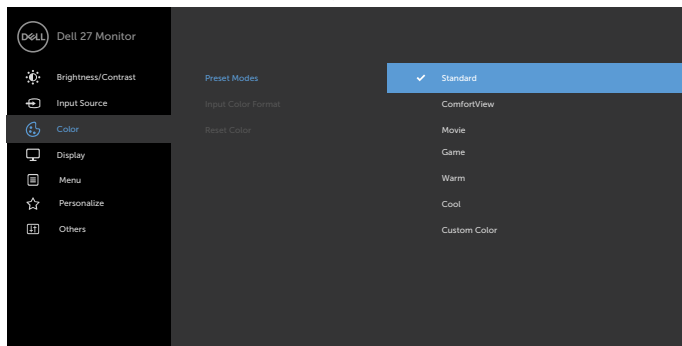 DELL Dell 27 Monitor
Brightness/Contrast Preset Modes Standard
Input Source Input Color Format ComfortView
Color Reset Color Movie
Display Game
Menu Warm
Personalize Cool
Others Custom Color